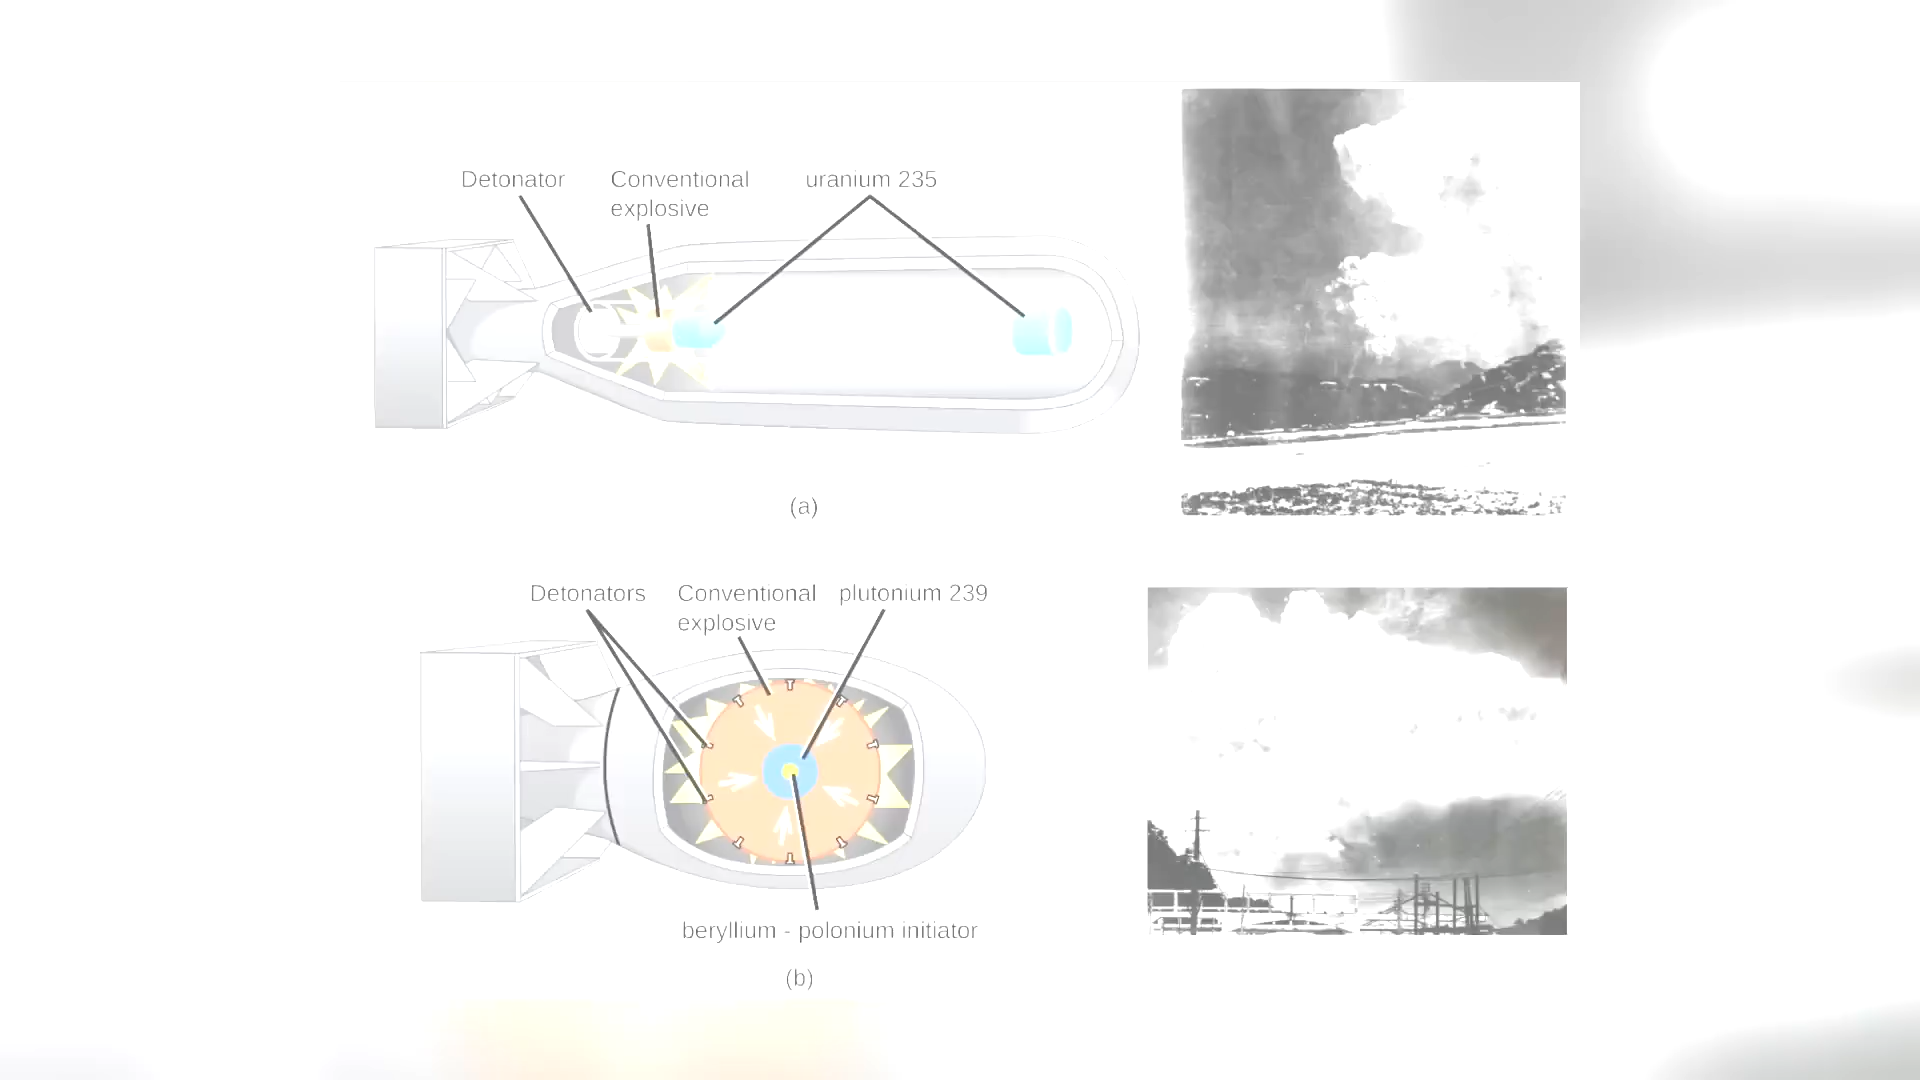 Detonator
Conventional
explosive
uranium 235
(a)
Detonators
Conventional
explosive
plutonium 239
beryllium - polonium initiator
(b)